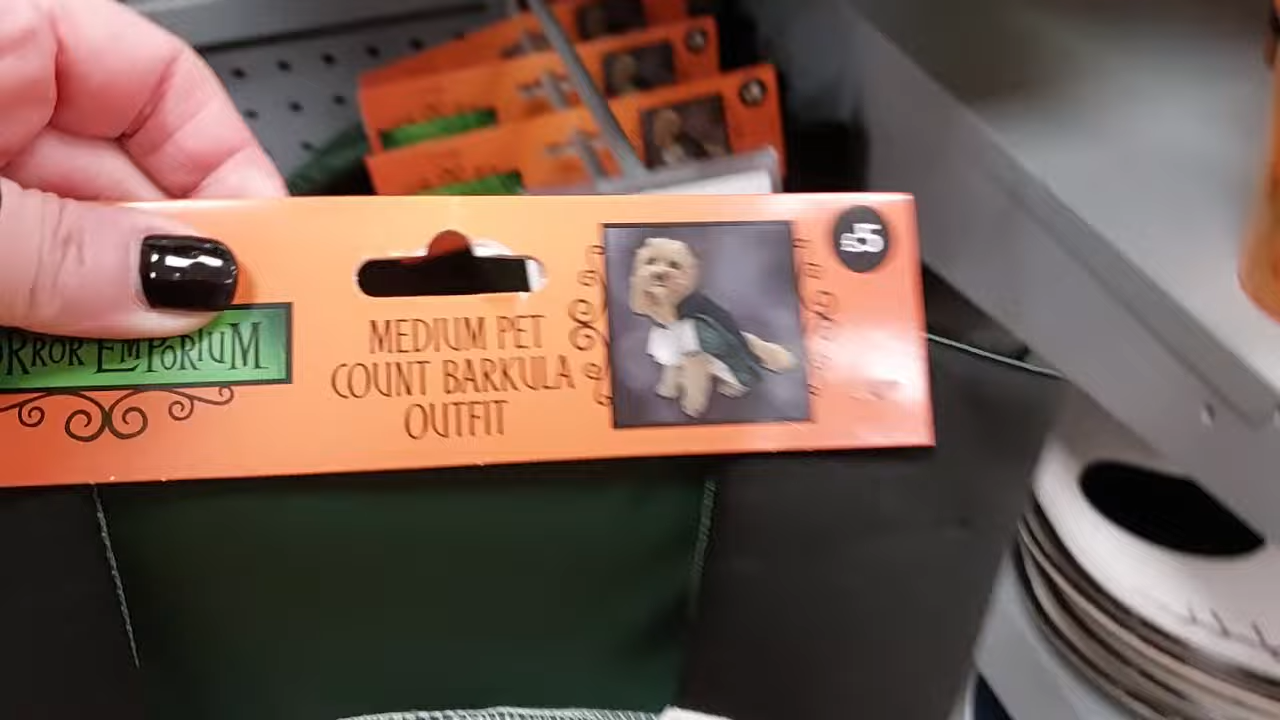 RROR EMPORIUM
MEDIUM PET
COUNT BARKULA
OUTFIT
£5